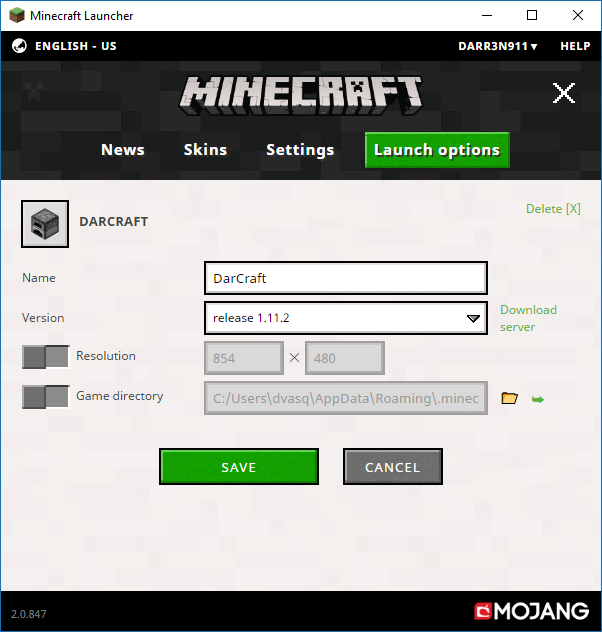 Minecraft Launcher
ENGLISH - US
DARR3N911 ▾ HELP
MINECRAFT
News Skins Settings Launch options
DARCRAFT
Delete [X]
Name DarCraft
Version release 1.11.2 Download
server
Resolution 854 × 480
Game directory C:/Users\dvasq\AppData\Roaming\.minec
SAVE CANCEL
2.0.847 MOJANG